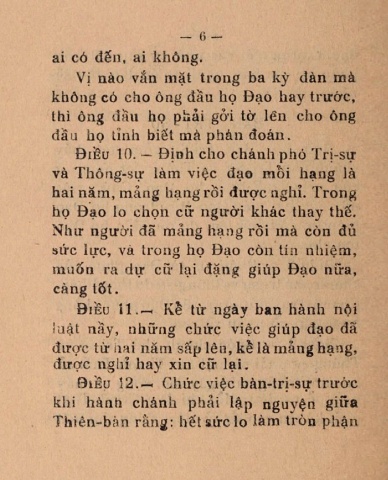 — 6 —
ai có đến, ai không.
Vị nào vắn mặt trong ba kỳ đàn mà
không có cho ông đầu họ Đạo hay trước,
thì ông đầu họ phải gởi tờ lên cho ông
đầu họ tỉnh biết mà phân đoán.
ĐIỀU 10. — Định cho chánh phó Trị-sự
và Thông-sự làm việc đạo mỗi hạng là
hai năm, mảng hạng rồi được nghỉ. Trong
họ Đạo lo chọn cữ người khác thay thế.
Như người đã mảng hạng rồi mà còn đủ
sức lực, và trong họ Đạo còn tín nhiệm,
muốn ra dự cữ lại đặng giúp Đạo nữa,
càng tốt.
ĐIỀU 11.— Kể từ ngày ban hành nội
luật nầy, những chức việc giúp đạo đã
được từ hai năm sấp lên, kể là mảng hạng,
được nghỉ hay xin cữ lại.
ĐIỀU 12.— Chức việc bàn-trị-sự trước
khi hành chánh phải lập nguyện giữa
Thiên-bàn rằng: hết sức lo làm tròn phận